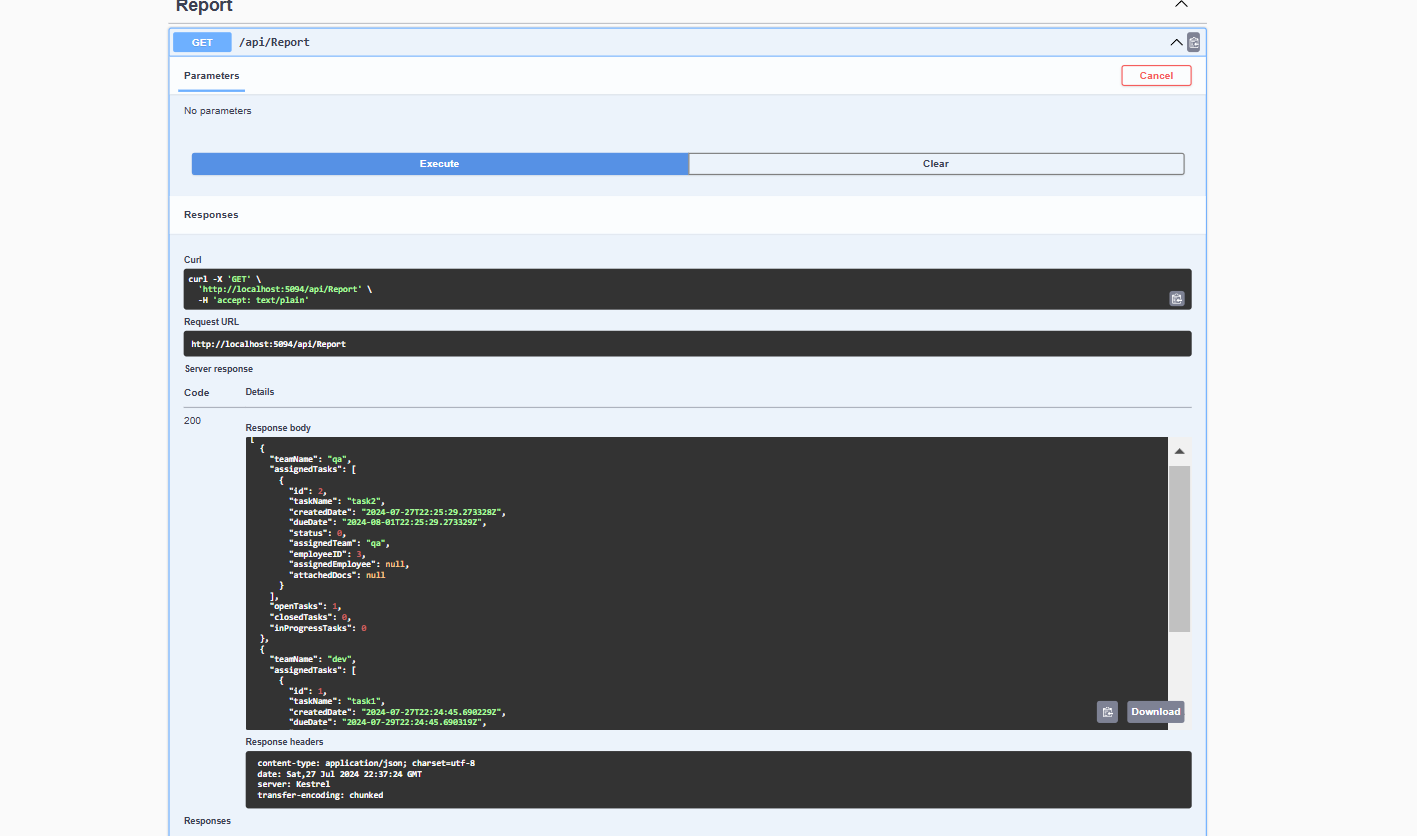 Report
GET /api/Report
Parameters
Cancel
No parameters
Execute
Clear
Responses
Curl
curl -X 'GET' \
  'http://localhost:5094/api/Report' \
  -H 'accept: text/plain'
Request URL
http://localhost:5094/api/Report
Server response
Code Details
200
Response body
[
  {
    "teamName": "qa",
    "assignedTasks": [
      {
        "id": 2,
        "taskName": "task2",
        "createdDate": "2024-07-27T22:25:29.273328Z",
        "dueDate": "2024-08-01T22:25:29.273329Z",
        "status": 0,
        "assignedTeam": "qa",
        "employeeID": 3,
        "assignedEmployee": null,
        "attachedDocs": null
      }
    ],
    "openTasks": 1,
    "closedTasks": 0,
    "inProgressTasks": 0
  },
  {
    "teamName": "dev",
    "assignedTasks": [
      {
        "id": 1,
        "taskName": "task1",
        "createdDate": "2024-07-27T22:24:45.690229Z",
        "dueDate": "2024-07-29T22:24:45.690319Z",
Download
Response headers
content-type: application/json; charset=utf-8
date: Sat,27 Jul 2024 22:37:24 GMT
server: Kestrel
transfer-encoding: chunked
Responses